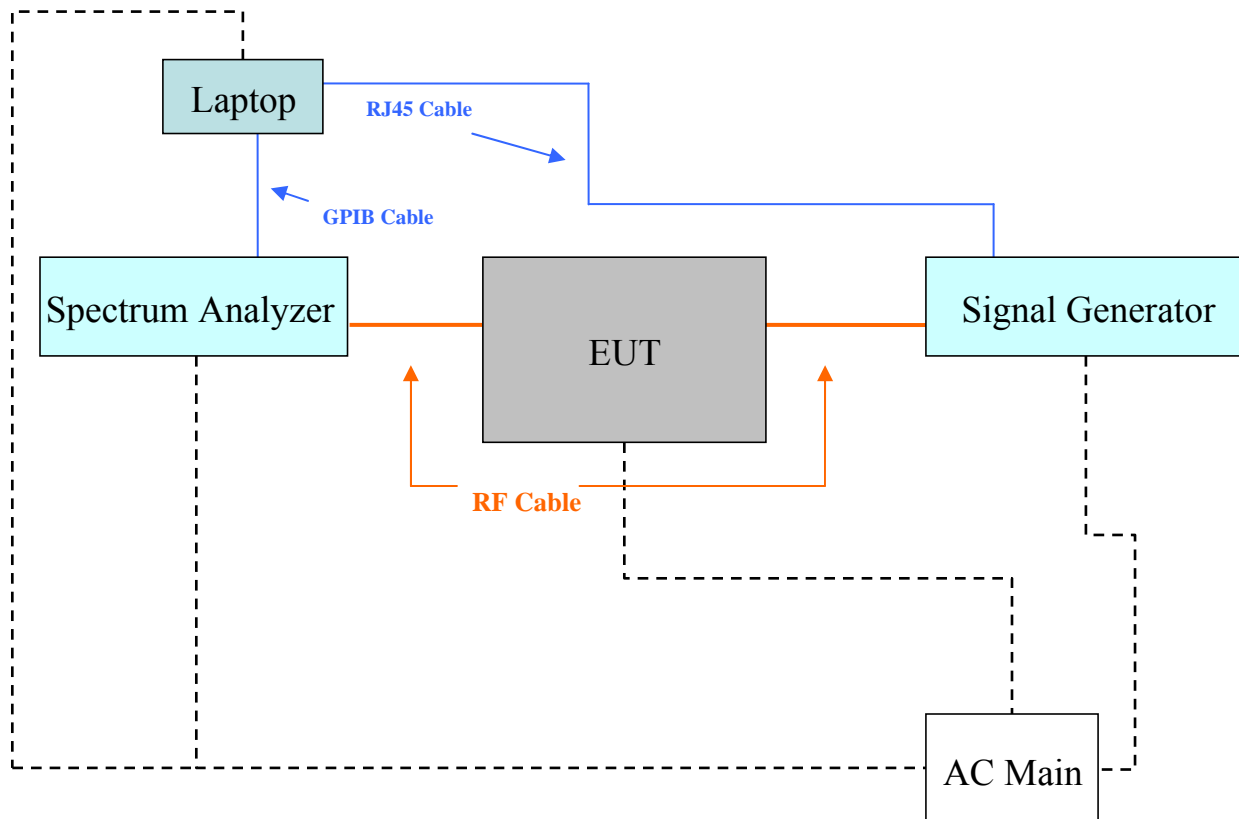 Laptop
RJ45 Cable
GPIB Cable
Spectrum Analyzer
EUT
Signal Generator
RF Cable
AC Main